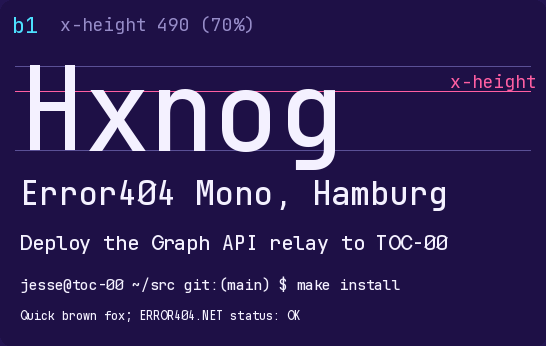 b1 x-height 490 (70%)
x-height
Hxnog
Error404 Mono, Hamburg
Deploy the Graph API relay to TOC-00
jesse@toc-00 ~/src git:(main) $ make install
Quick brown fox; ERROR404.NET status: OK